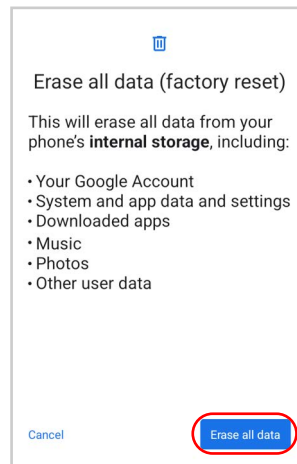 Erase all data (factory reset)
This will erase all data from your
phone's internal storage, including:
• Your Google Account
• System and app data and settings
• Downloaded apps
• Music
• Photos
• Other user data
Cancel
Erase all data